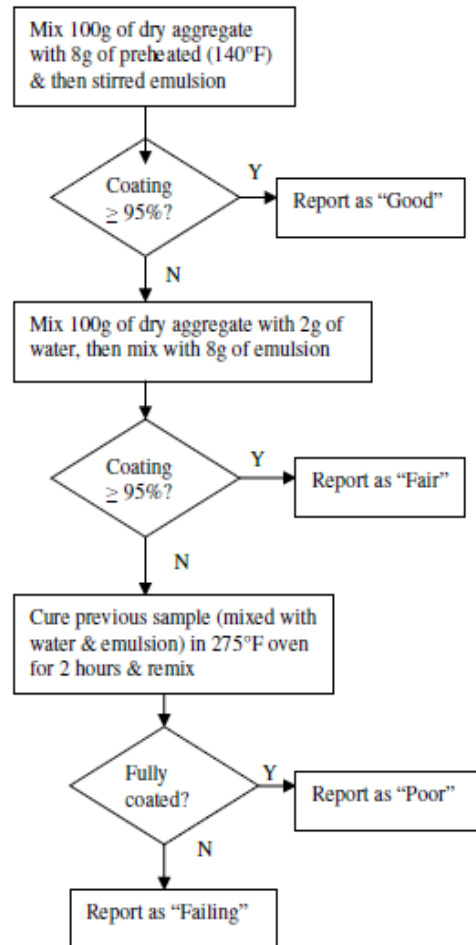 Mix 100g of dry aggregate
with 8g of preheated (140°F)
& then stirred emulsion
Coating
≥ 95%?
Y
Report as “Good”
N
Mix 100g of dry aggregate with 2g of
water, then mix with 8g of emulsion
Coating
≥ 95%?
Y
Report as “Fair”
N
Cure previous sample (mixed with
water & emulsion) in 275°F oven
for 2 hours & remix
Fully
coated?
Y
Report as “Poor”
N
Report as “Failing”